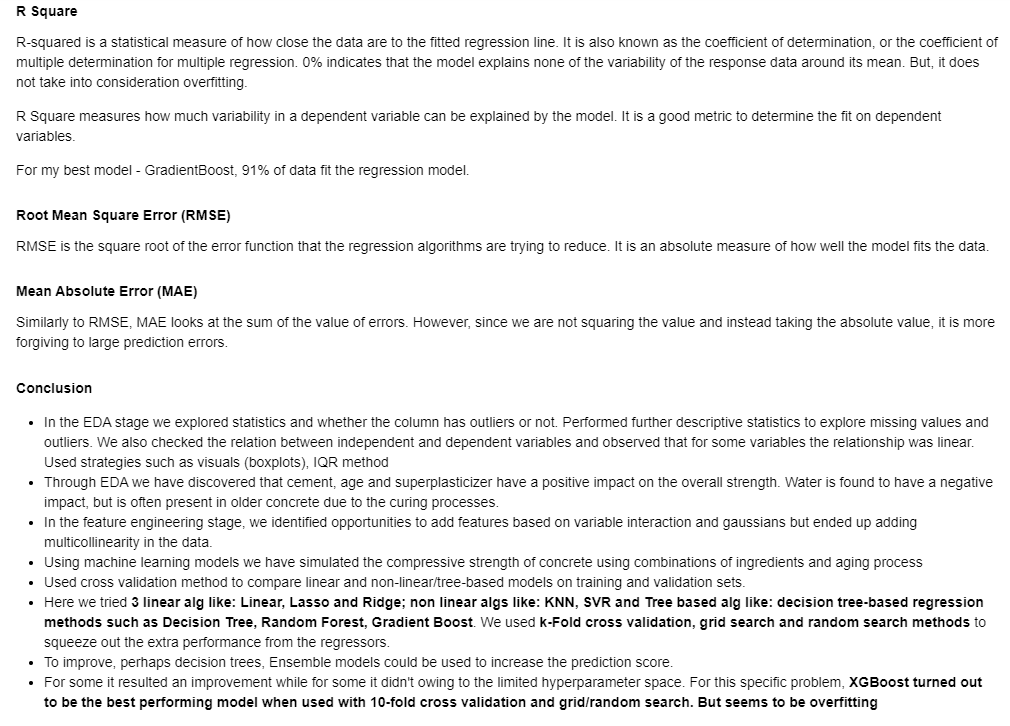 R Square
R-squared is a statistical measure of how close the data are to the fitted regression line. It is also known as the coefficient of determination, or the coefficient of
multiple determination for multiple regression. 0% indicates that the model explains none of the variability of the response data around its mean. But, it does
not take into consideration overfitting.
R Square measures how much variability in a dependent variable can be explained by the model. It is a good metric to determine the fit on dependent
variables.
For my best model - GradientBoost, 91% of data fit the regression model.
Root Mean Square Error (RMSE)
RMSE is the square root of the error function that the regression algorithms are trying to reduce. It is an absolute measure of how well the model fits the data.
Mean Absolute Error (MAE)
Similarly to RMSE, MAE looks at the sum of the value of errors. However, since we are not squaring the value and instead taking the absolute value, it is more
forgiving to large prediction errors.
Conclusion
• In the EDA stage we explored statistics and whether the column has outliers or not. Performed further descriptive statistics to explore missing values and
outliers. We also checked the relation between independent and dependent variables and observed that for some variables the relationship was linear.
Used strategies such as visuals (boxplots), IQR method
• Through EDA we have discovered that cement, age and superplasticizer have a positive impact on the overall strength. Water is found to have a negative
impact, but is often present in older concrete due to the curing processes.
• In the feature engineering stage, we identified opportunities to add features based on variable interaction and gaussians but ended up adding
multicollinearity in the data.
• Using machine learning models we have simulated the compressive strength of concrete using combinations of ingredients and aging process
• Used cross validation method to compare linear and non-linear/tree-based models on training and validation sets.
• Here we tried 3 linear alg like: Linear, Lasso and Ridge; non linear algs like: KNN, SVR and Tree based alg like: decision tree-based regression
methods such as Decision Tree, Random Forest, Gradient Boost. We used k-Fold cross validation, grid search and random search methods to
squeeze out the extra performance from the regressors.
• To improve, perhaps decision trees, Ensemble models could be used to increase the prediction score.
• For some it resulted an improvement while for some it didn't owing to the limited hyperparameter space. For this specific problem, XGBoost turned out
to be the best performing model when used with 10-fold cross validation and grid/random search. But seems to be overfitting